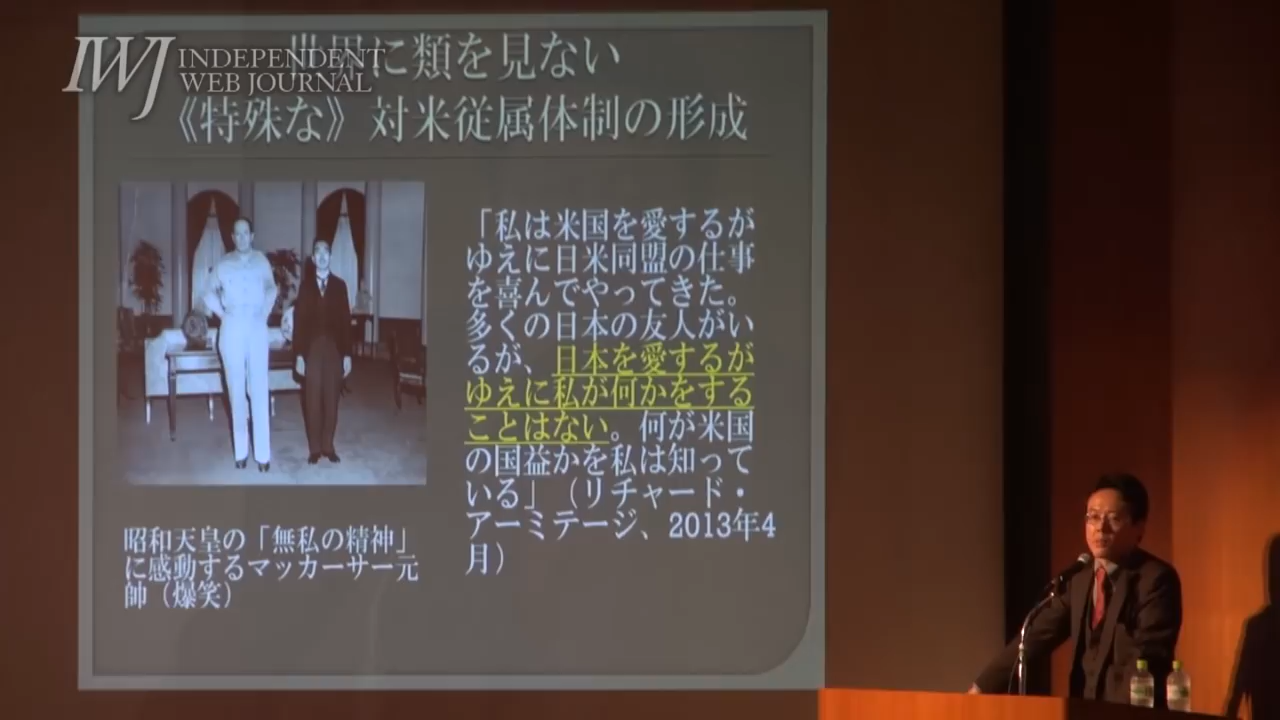 IWJ INDEPENDENT
WEB JOURNAL
世界に類を見ない
《特殊な》対米従属体制の形成
「私は米国を愛するが
ゆえに日米同盟の仕事
を喜んでやってきた。
多くの日本の友人がい
るが、日本を愛するが
ゆえに私が何かをする
ことはない。何が米国
の国益かを私は知って
いる」（リチャード・
アーミテージ、2013年4
月）
昭和天皇の「無私の精神」
に感動するマッカーサー元
帥（爆笑）